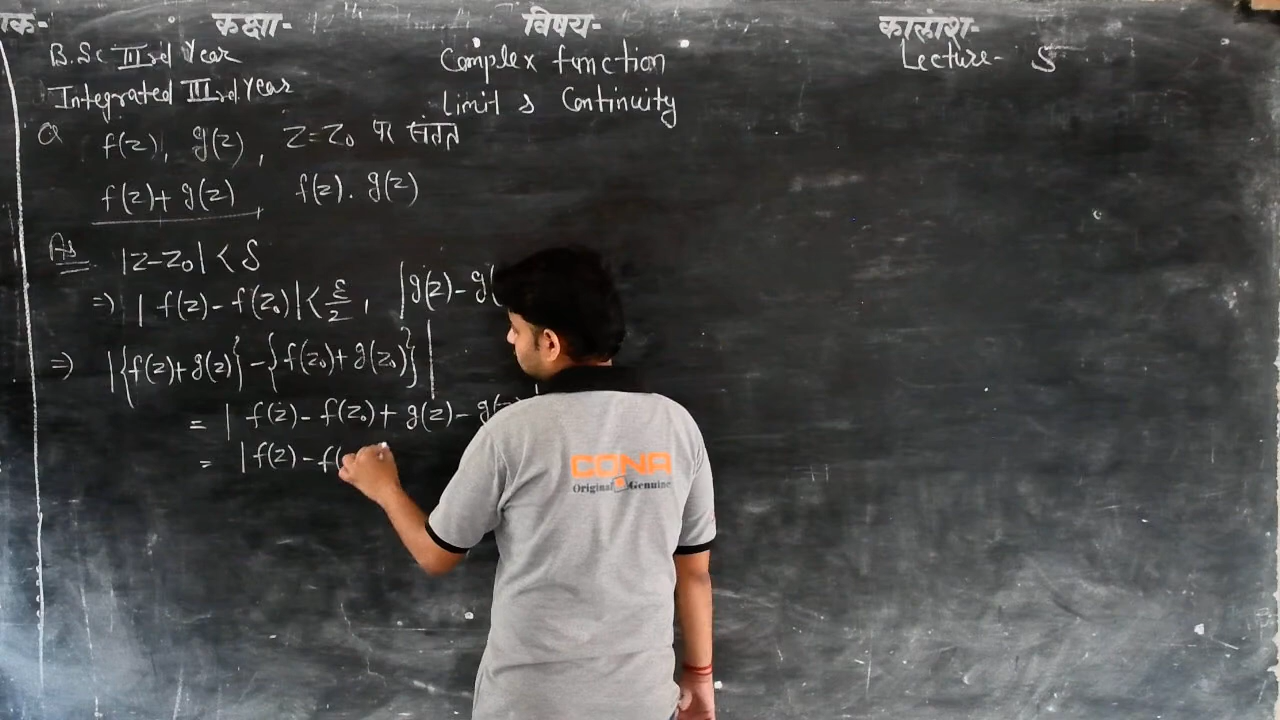 क- कक्षा- 12th विषय- कालांश-
B.Sc IIIrd Year Complex function Lecture- 5
Integrated IIIrd Year Limit & Continuity
Q f(z), g(z), z=z₀ पर संतत
f(z)+g(z) f(z).g(z)
As |z-z₀|<δ
⇒ |f(z)-f(z₀)|<ε/2, |g(z)-g(
⇒ |{f(z)+g(z)}-{f(z₀)+g(z₀)}|
= |f(z)-f(z₀)+g(z)-g
= |f(z)-f(
CONA
Original Genuine